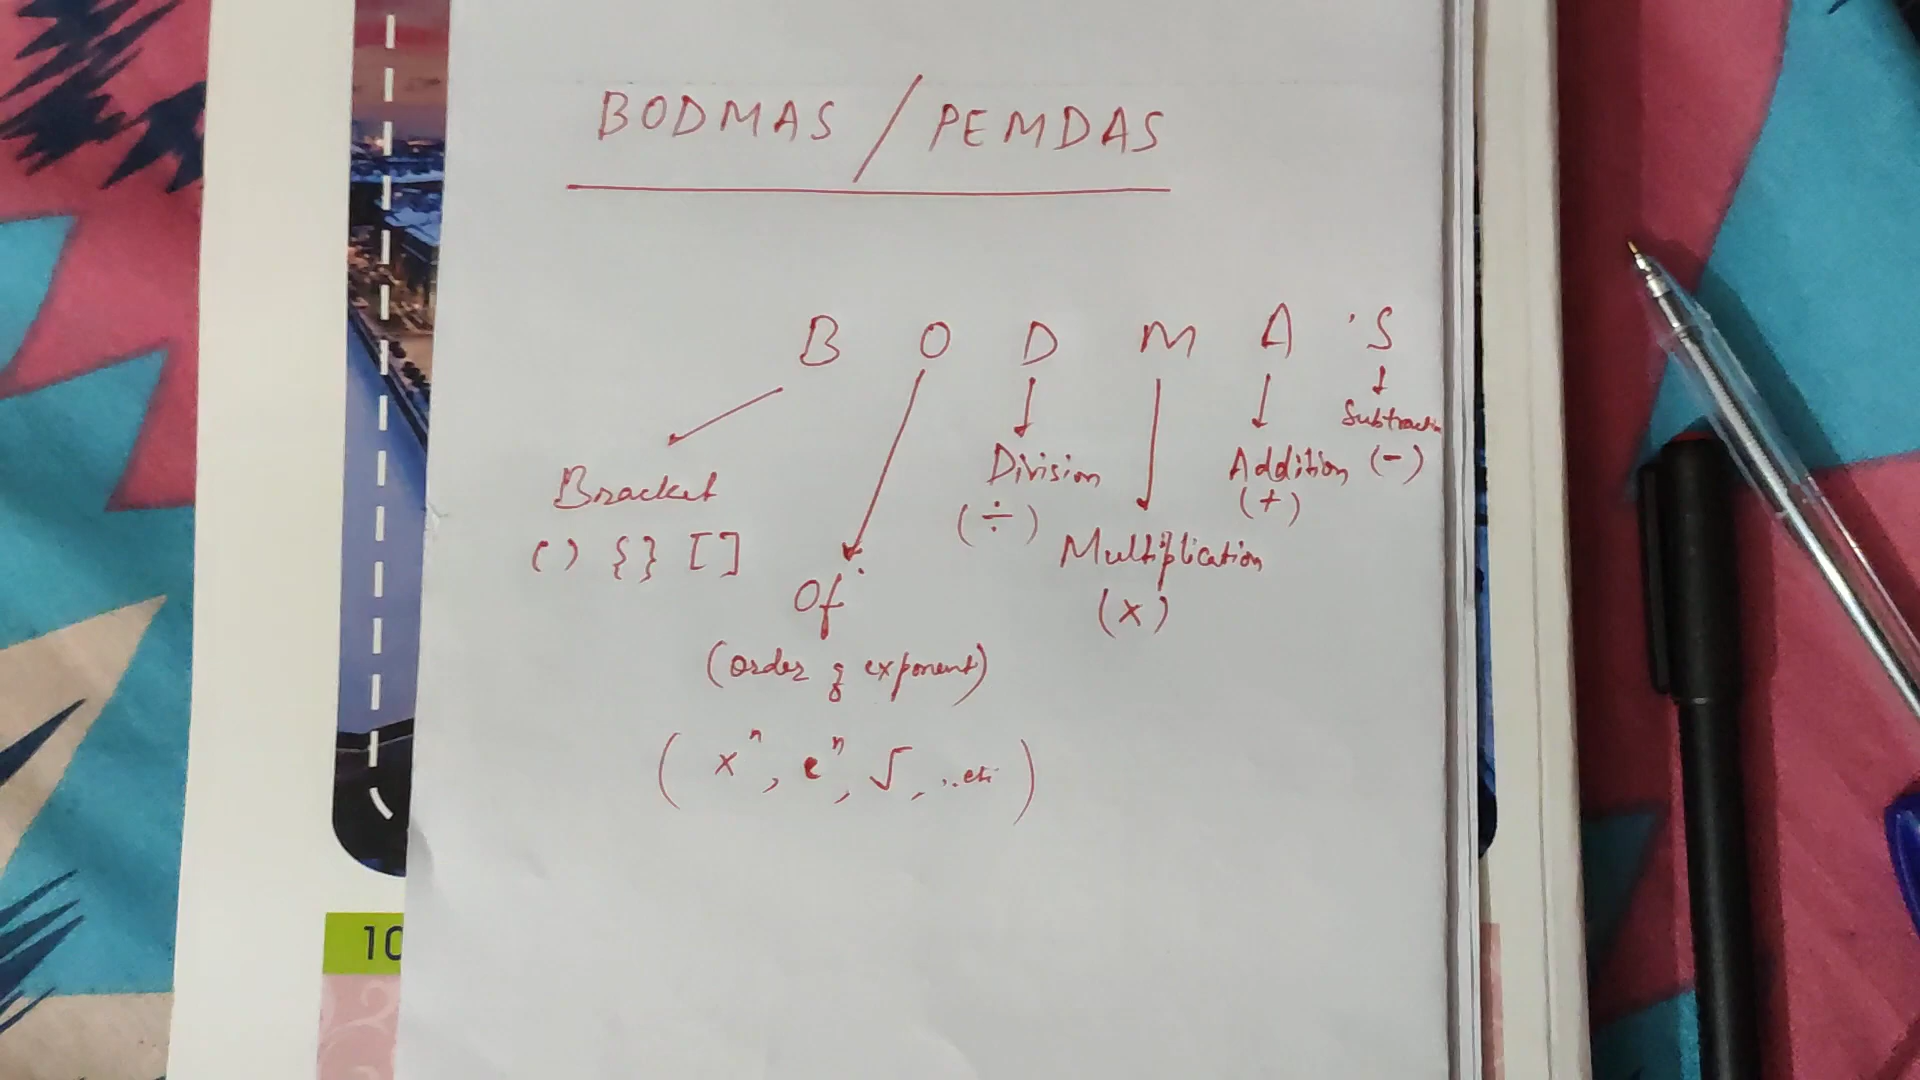 BODMAS / PEMDAS
B O D M A S
Bracket
( ) { } [ ]
Of
(order of exponent)
( xⁿ, eⁿ, √, ..etc )
Division
(÷)
Multiplication
(×)
Addition
(+)
Subtraction
(-)
10